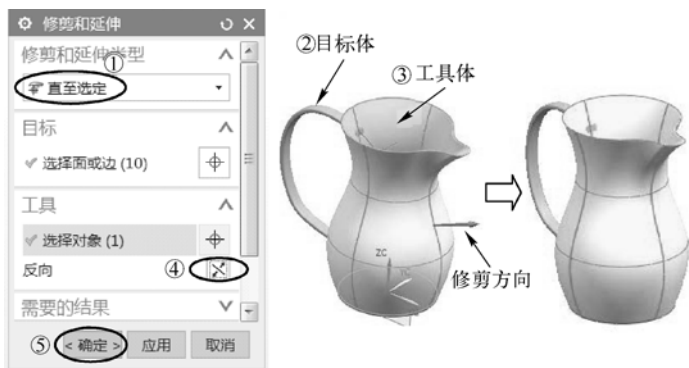 修剪和延伸
修剪和延伸类型
①
直至选定
目标
选择面或边 (10)
工具
选择对象 (1)
反向
④
需要的结果
⑤
< 确定 >
应用
取消
②目标体
③工具体
ZC
YC
修剪方向